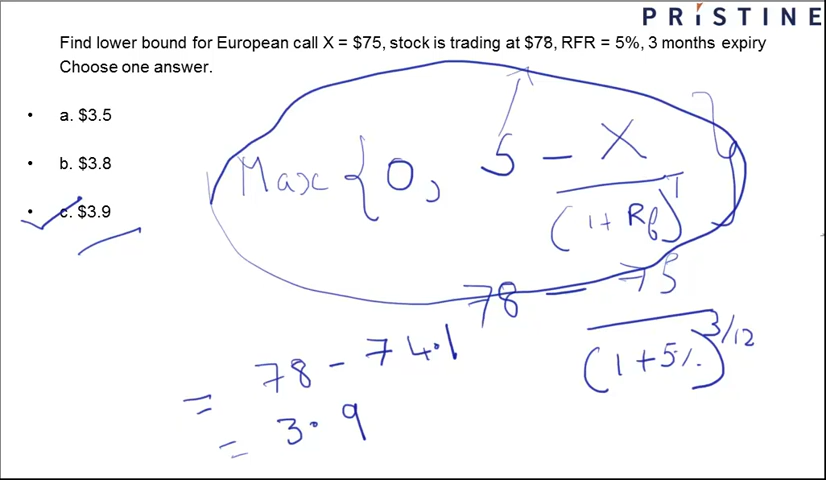 PRISTINE
Find lower bound for European call X = $75, stock is trading at $78, RFR = 5%, 3 months expiry
Choose one answer.
• a. $3.5
• b. $3.8
• c. $3.9
Max { 0, S - X / (1 + Rf)^T }
78 - 75 / (1 + 5%)^3/12
= 78 - 74.1
= 3.9